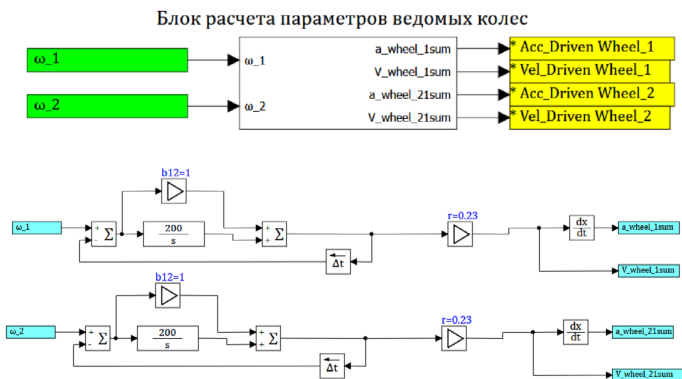 Блок расчета параметров ведомых колес
ω_1
ω_2
ω_1
ω_2
a_wheel_1sum
V_wheel_1sum
a_wheel_21sum
V_wheel_21sum
* Acc_Driven Wheel_1
* Vel_Driven Wheel_1
* Acc_Driven Wheel_2
* Vel_Driven Wheel_2
b12=1
ω_1
+
-
Σ
200
s
+
+
Σ
r=0.23
dx
dt
a_wheel_1sum
Δt
V_wheel_1sum
b12=1
ω_2
+
-
Σ
200
s
+
+
Σ
r=0.23
dx
dt
a_wheel_21sum
Δt
V_wheel_21sum